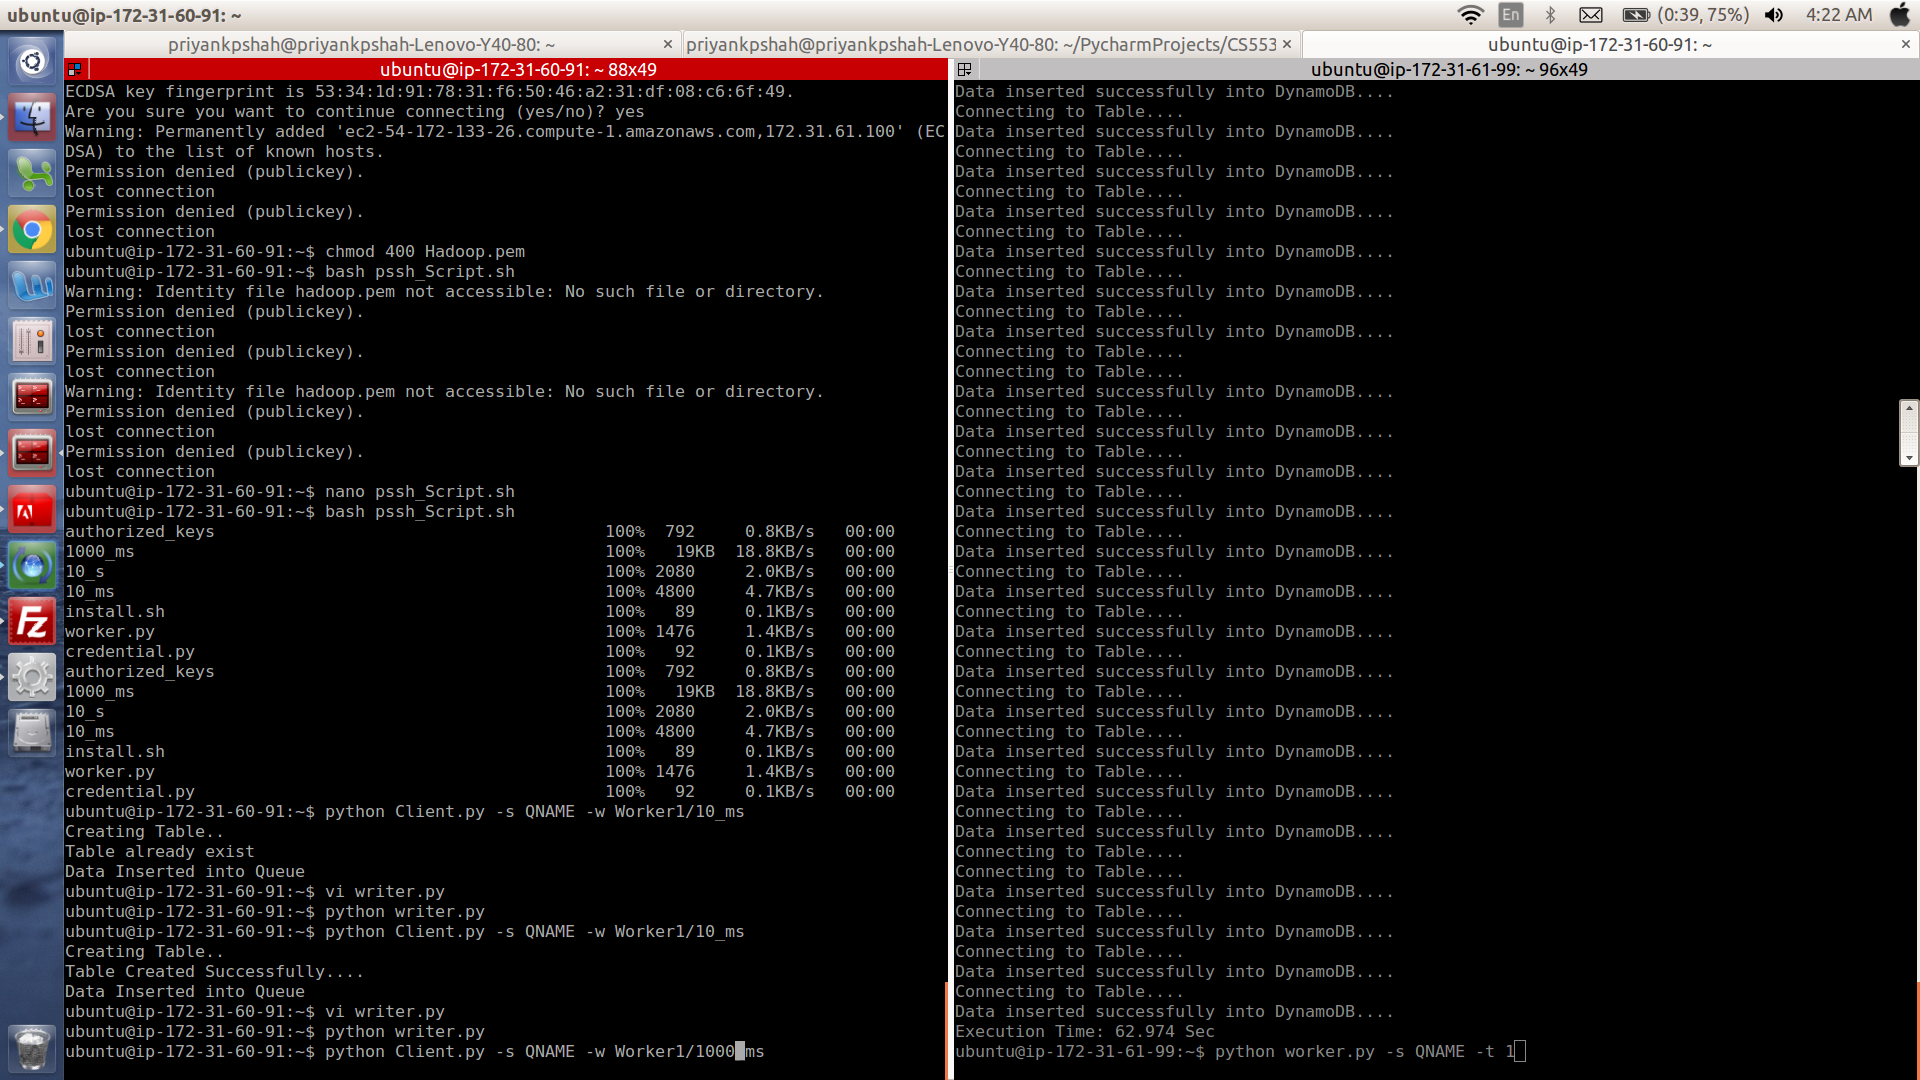 ubuntu@ip-172-31-60-91: ~
En
(0:39, 75%)
4:22 AM
priyankpshah@priyankpshah-Lenovo-Y40-80: ~
priyankpshah@priyankpshah-Lenovo-Y40-80: ~/PycharmProjects/CS553
ubuntu@ip-172-31-60-91: ~
ubuntu@ip-172-31-60-91: ~ 88x49
ECDSA key fingerprint is 53:34:1d:91:78:31:f6:50:46:a2:31:df:08:c6:6f:49.
Are you sure you want to continue connecting (yes/no)? yes
Warning: Permanently added 'ec2-54-172-133-26.compute-1.amazonaws.com,172.31.61.100' (EC
DSA) to the list of known hosts.
Permission denied (publickey).
lost connection
Permission denied (publickey).
lost connection
ubuntu@ip-172-31-60-91:~$ chmod 400 Hadoop.pem
ubuntu@ip-172-31-60-91:~$ bash pssh_Script.sh
Warning: Identity file hadoop.pem not accessible: No such file or directory.
Permission denied (publickey).
lost connection
Permission denied (publickey).
lost connection
Warning: Identity file hadoop.pem not accessible: No such file or directory.
Permission denied (publickey).
lost connection
Permission denied (publickey).
lost connection
ubuntu@ip-172-31-60-91:~$ nano pssh_Script.sh
ubuntu@ip-172-31-60-91:~$ bash pssh_Script.sh
authorized_keys 100% 792 0.8KB/s 00:00
1000_ms 100% 19KB 18.8KB/s 00:00
10_s 100% 2080 2.0KB/s 00:00
10_ms 100% 4800 4.7KB/s 00:00
install.sh 100% 89 0.1KB/s 00:00
worker.py 100% 1476 1.4KB/s 00:00
credential.py 100% 92 0.1KB/s 00:00
authorized_keys 100% 792 0.8KB/s 00:00
1000_ms 100% 19KB 18.8KB/s 00:00
10_s 100% 2080 2.0KB/s 00:00
10_ms 100% 4800 4.7KB/s 00:00
install.sh 100% 89 0.1KB/s 00:00
worker.py 100% 1476 1.4KB/s 00:00
credential.py 100% 92 0.1KB/s 00:00
ubuntu@ip-172-31-60-91:~$ python Client.py -s QNAME -w Worker1/10_ms
Creating Table..
Table already exist
Data Inserted into Queue
ubuntu@ip-172-31-60-91:~$ vi writer.py
ubuntu@ip-172-31-60-91:~$ python writer.py
ubuntu@ip-172-31-60-91:~$ python Client.py -s QNAME -w Worker1/10_ms
Creating Table..
Table Created Successfully....
Data Inserted into Queue
ubuntu@ip-172-31-60-91:~$ vi writer.py
ubuntu@ip-172-31-60-91:~$ python writer.py
ubuntu@ip-172-31-60-91:~$ python Client.py -s QNAME -w Worker1/1000_ms
ubuntu@ip-172-31-61-99: ~ 96x49
Data inserted successfully into DynamoDB....
Connecting to Table....
Data inserted successfully into DynamoDB....
Connecting to Table....
Data inserted successfully into DynamoDB....
Connecting to Table....
Data inserted successfully into DynamoDB....
Connecting to Table....
Data inserted successfully into DynamoDB....
Connecting to Table....
Data inserted successfully into DynamoDB....
Connecting to Table....
Data inserted successfully into DynamoDB....
Connecting to Table....
Connecting to Table....
Data inserted successfully into DynamoDB....
Connecting to Table....
Data inserted successfully into DynamoDB....
Connecting to Table....
Data inserted successfully into DynamoDB....
Connecting to Table....
Data inserted successfully into DynamoDB....
Connecting to Table....
Data inserted successfully into DynamoDB....
Connecting to Table....
Data inserted successfully into DynamoDB....
Connecting to Table....
Data inserted successfully into DynamoDB....
Connecting to Table....
Data inserted successfully into DynamoDB....
Connecting to Table....
Data inserted successfully into DynamoDB....
Connecting to Table....
Data inserted successfully into DynamoDB....
Connecting to Table....
Data inserted successfully into DynamoDB....
Connecting to Table....
Data inserted successfully into DynamoDB....
Connecting to Table....
Connecting to Table....
Data inserted successfully into DynamoDB....
Connecting to Table....
Data inserted successfully into DynamoDB....
Connecting to Table....
Data inserted successfully into DynamoDB....
Connecting to Table....
Data inserted successfully into DynamoDB....
Execution Time: 62.974 Sec
ubuntu@ip-172-31-61-99:~$ python worker.py -s QNAME -t 1